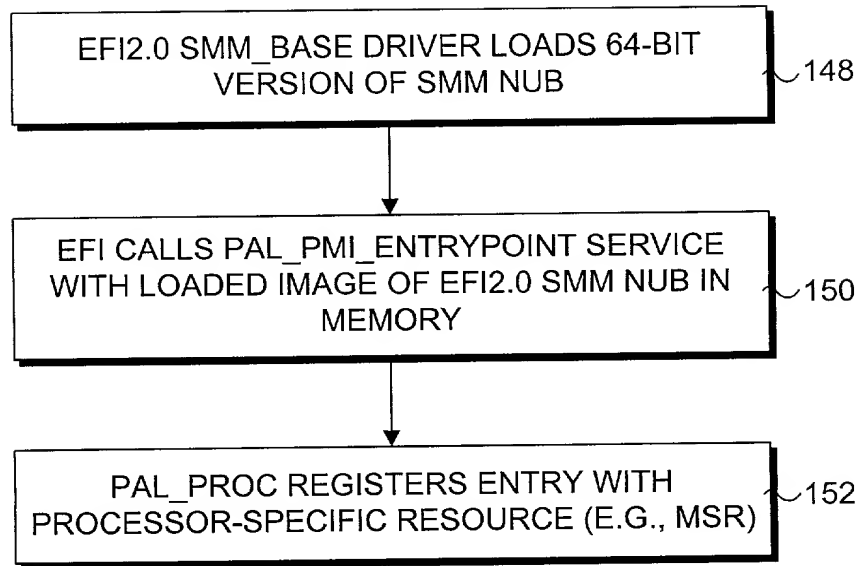 EFI2.0 SMM_BASE DRIVER LOADS 64-BIT
VERSION OF SMM NUB
148
EFI CALLS PAL_PMI_ENTRYPOINT SERVICE
WITH LOADED IMAGE OF EFI2.0 SMM NUB IN
MEMORY
150
PAL_PROC REGISTERS ENTRY WITH
PROCESSOR-SPECIFIC RESOURCE (E.G., MSR)
152